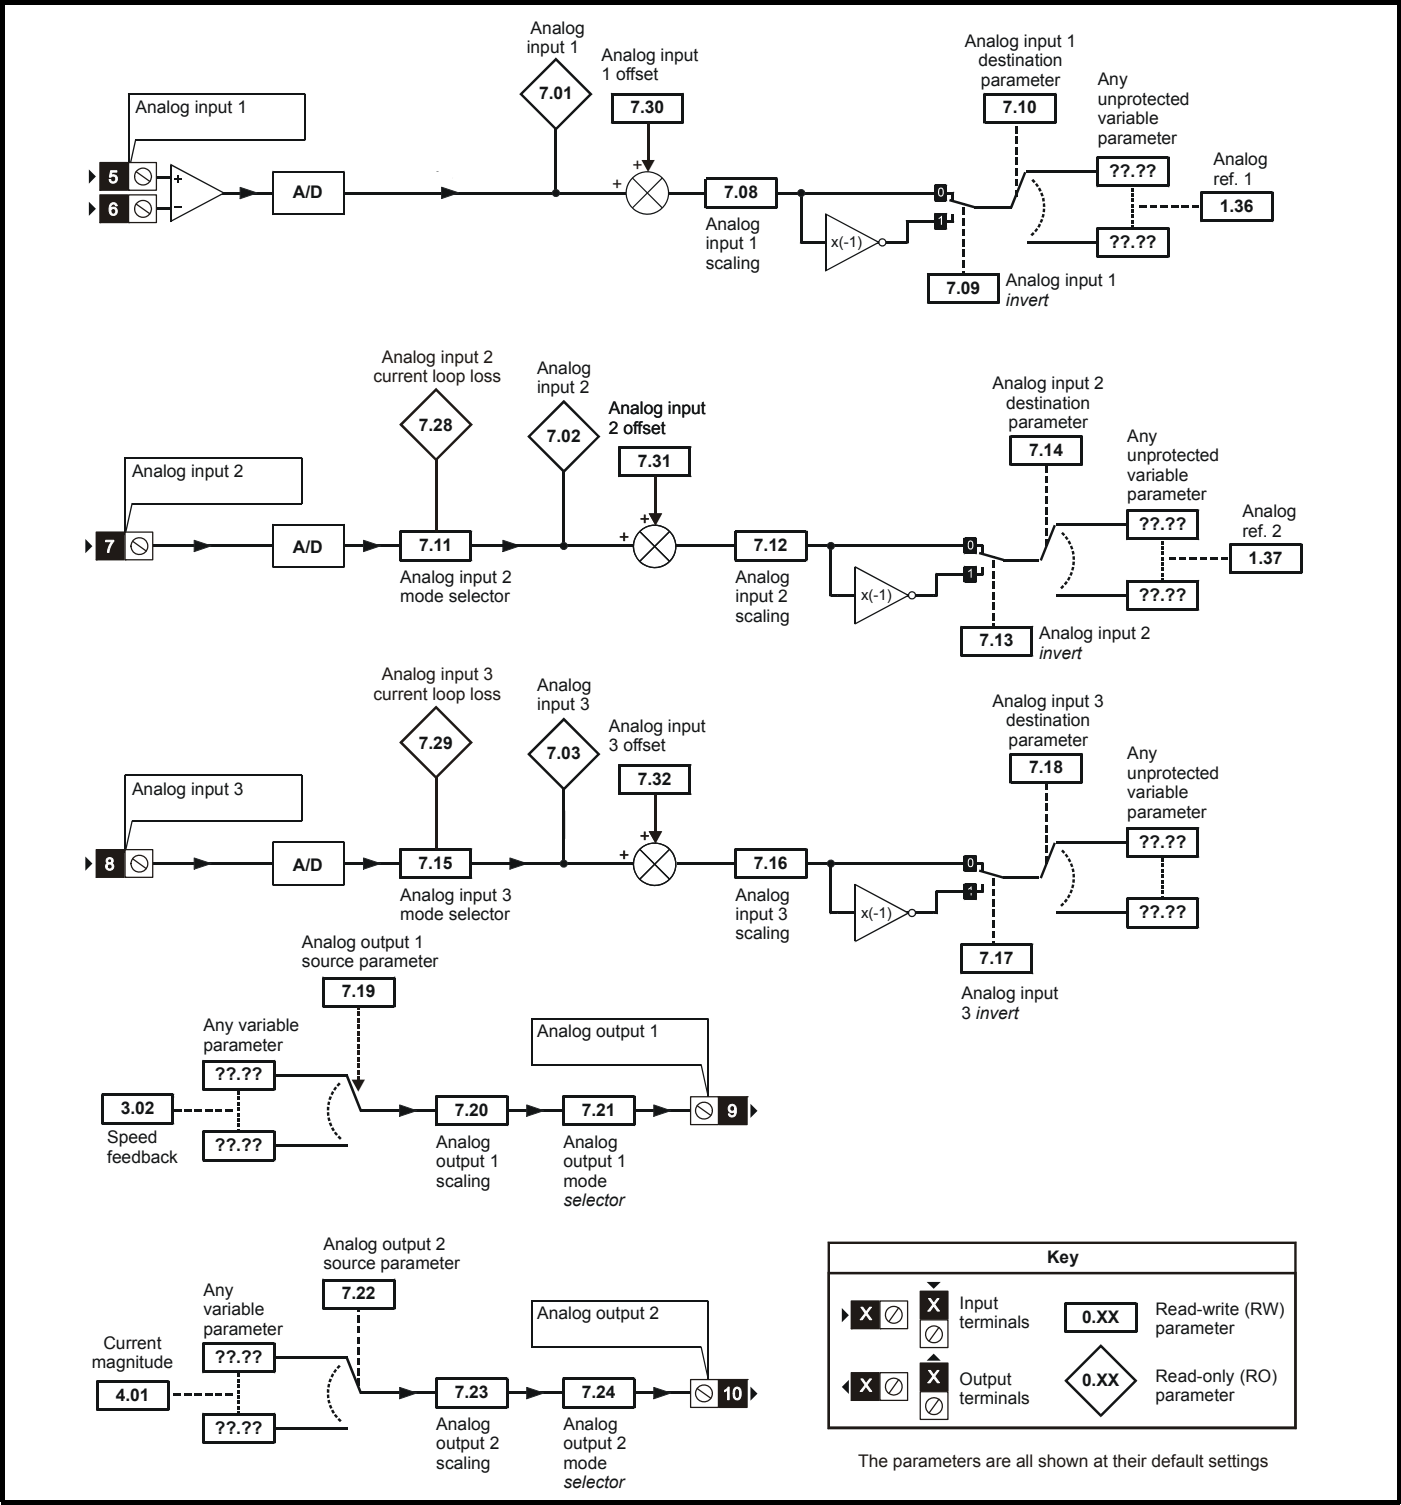 Analog
input 1
7.01
Analog input
1 offset
7.30
Analog input 1
destination
parameter
7.10
Any
unprotected
variable
parameter
??.??
??.??
Analog
ref. 1
1.36
Analog input 1
5
6
+
−
A/D
+
+
7.08
Analog
input 1
scaling
x(-1)
0
1
7.09
Analog input 1
invert
Analog input 2
current loop loss
7.28
Analog
input 2
7.02
Analog input
2 offset
7.31
Analog input 2
destination
parameter
7.14
Any
unprotected
variable
parameter
??.??
??.??
Analog
ref. 2
1.37
Analog input 2
7
A/D
7.11
Analog input 2
mode selector
+
+
7.12
Analog
input 2
scaling
x(-1)
0
1
7.13
Analog input 2
invert
Analog input 3
current loop loss
7.29
Analog
input 3
7.03
Analog input
3 offset
7.32
Analog input 3
destination
parameter
7.18
Any
unprotected
variable
parameter
??.??
??.??
Analog input 3
8
A/D
7.15
Analog input 3
mode selector
+
+
7.16
Analog
input 3
scaling
x(-1)
0
1
7.17
Analog input
3 invert
Analog output 1
source parameter
7.19
Any variable
parameter
??.??
??.??
3.02
Speed
feedback
7.20
Analog
output 1
scaling
7.21
Analog
output 1
mode
selector
Analog output 1
9
Analog output 2
source parameter
7.22
Any
variable
parameter
??.??
??.??
Current
magnitude
4.01
7.23
Analog
output 2
scaling
7.24
Analog
output 2
mode
selector
Analog output 2
10
Key
X
X
Input
terminals
0.XX
Read-write (RW)
parameter
X
X
Output
terminals
0.XX
Read-only (RO)
parameter
The parameters are all shown at their default settings